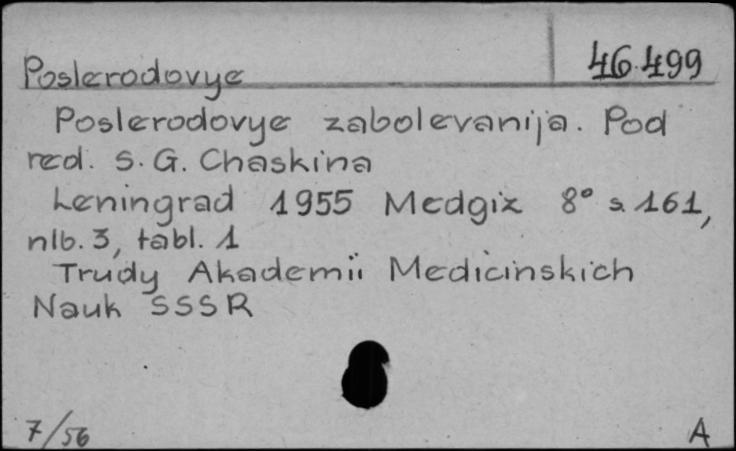 46.499
Poslerodovye
Poslerodovye zabolevanija. Pod
red. S. G. Chaskina
Leningrad 1955 Medgiz 8° s. 161,
nlb. 3, tabl. 1
Trudy Akademii Medicinskich
Nauk SSSR
7/56
A